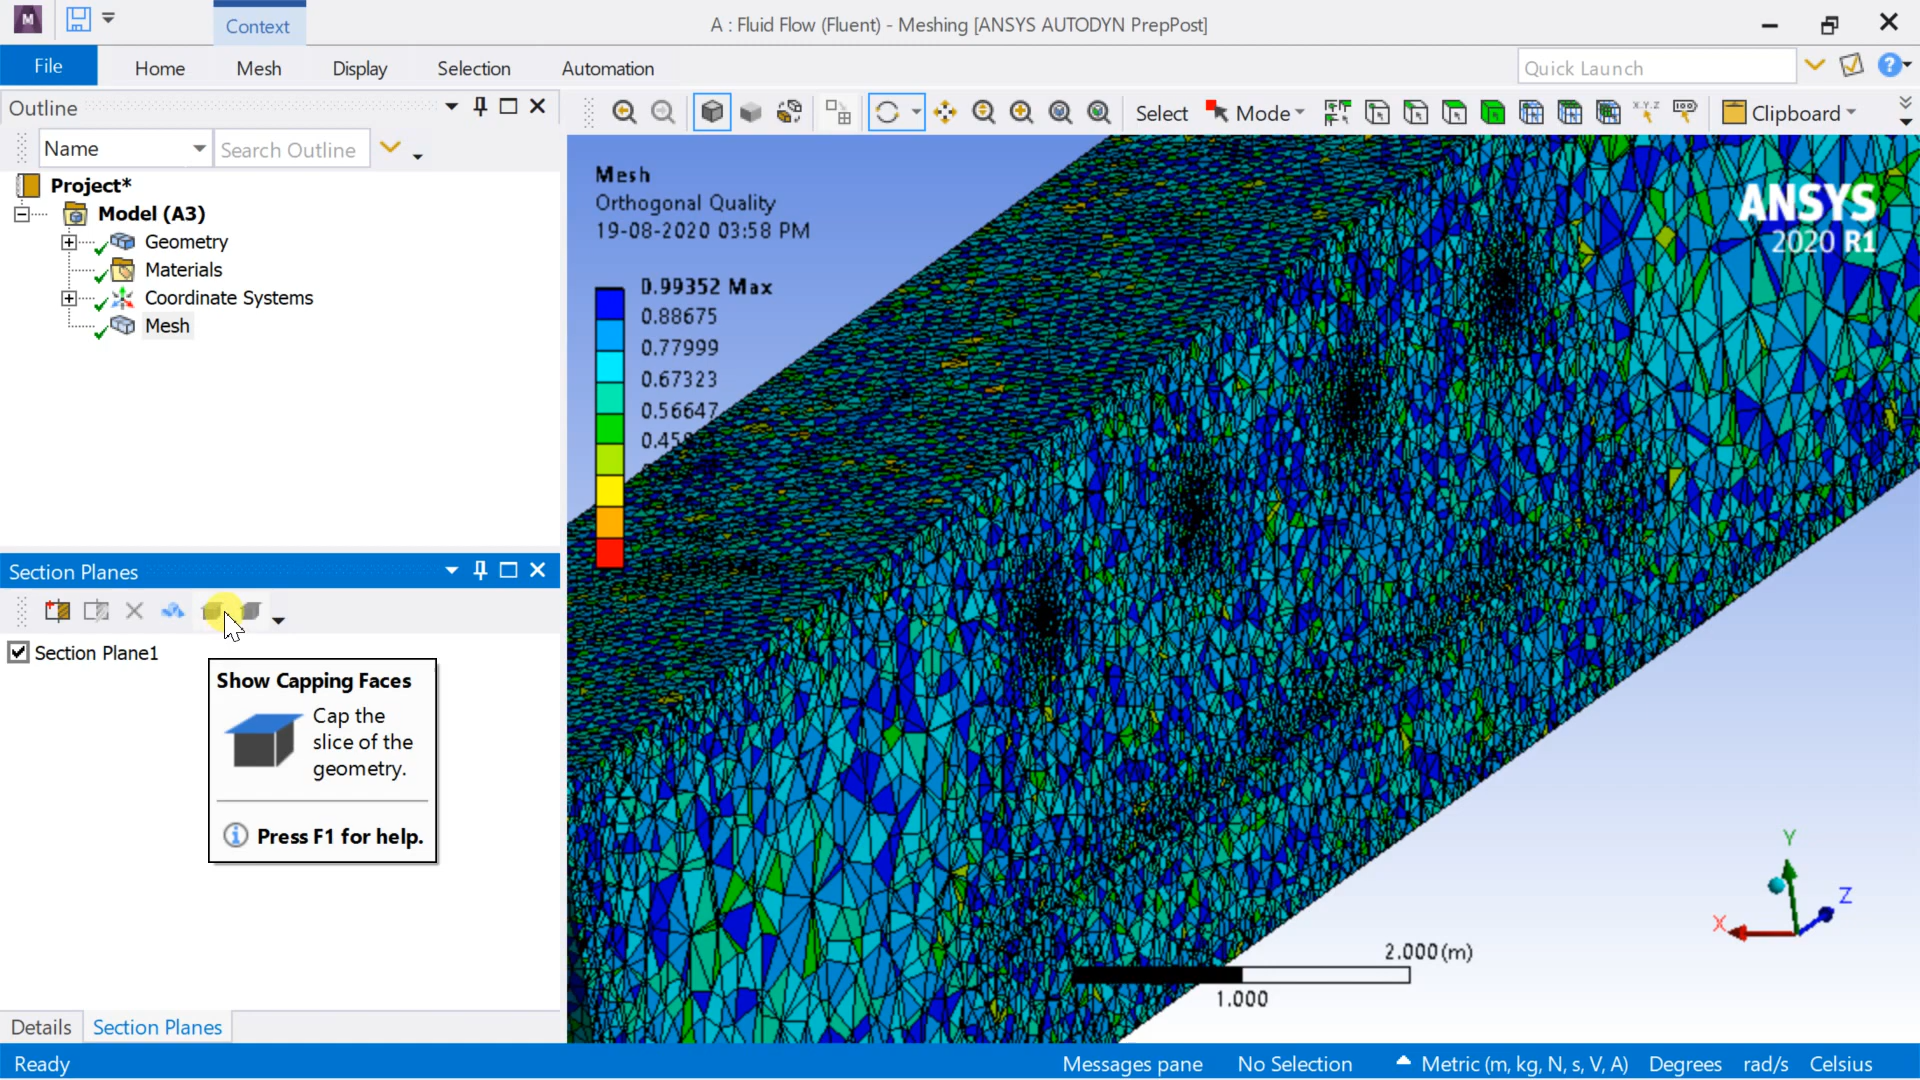 M
Context
A : Fluid Flow (Fluent) - Meshing [ANSYS AUTODYN PrepPost]
File
Home
Mesh
Display
Selection
Automation
Quick Launch
?
Outline
Select
Mode
X,Y,Z
Clipboard
Name
Search Outline
Project*
Model (A3)
Geometry
Materials
Coordinate Systems
Mesh
Mesh
Orthogonal Quality
19-08-2020 03:58 PM
0.99352 Max
0.88675
0.77999
0.67323
0.56647
ANSYS
2020 R1
Section Planes
Section Plane1
Show Capping Faces
Cap the
slice of the
geometry.
Press F1 for help.
Y
Z
X
2.000(m)
1.000
Details
Section Planes
Ready
Messages pane
No Selection
Metric (m, kg, N, s, V, A)
Degrees
rad/s
Celsius